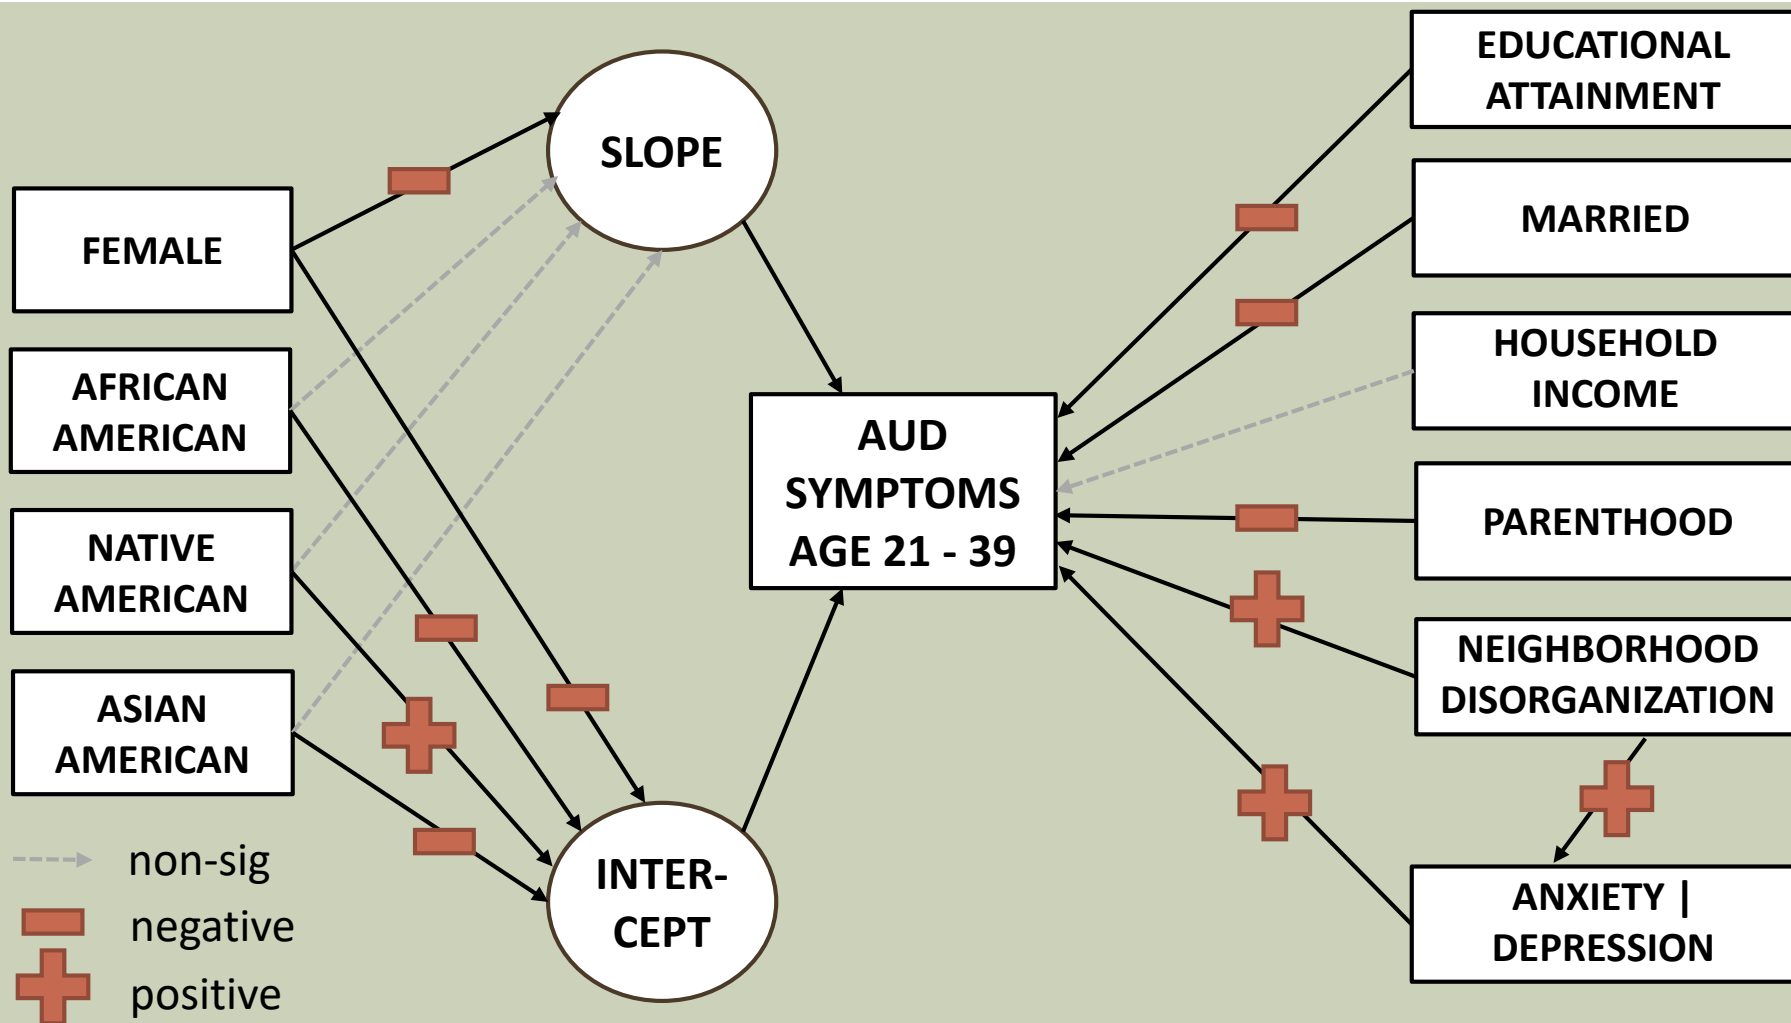 FEMALE
AFRICAN
AMERICAN
NATIVE
AMERICAN
ASIAN
AMERICAN
non-sig
negative
positive
SLOPE
INTER-
CEPT
AUD
SYMPTOMS
AGE 21 - 39
EDUCATIONAL
ATTAINMENT
MARRIED
HOUSEHOLD
INCOME
PARENTHOOD
NEIGHBORHOOD
DISORGANIZATION
ANXIETY |
DEPRESSION